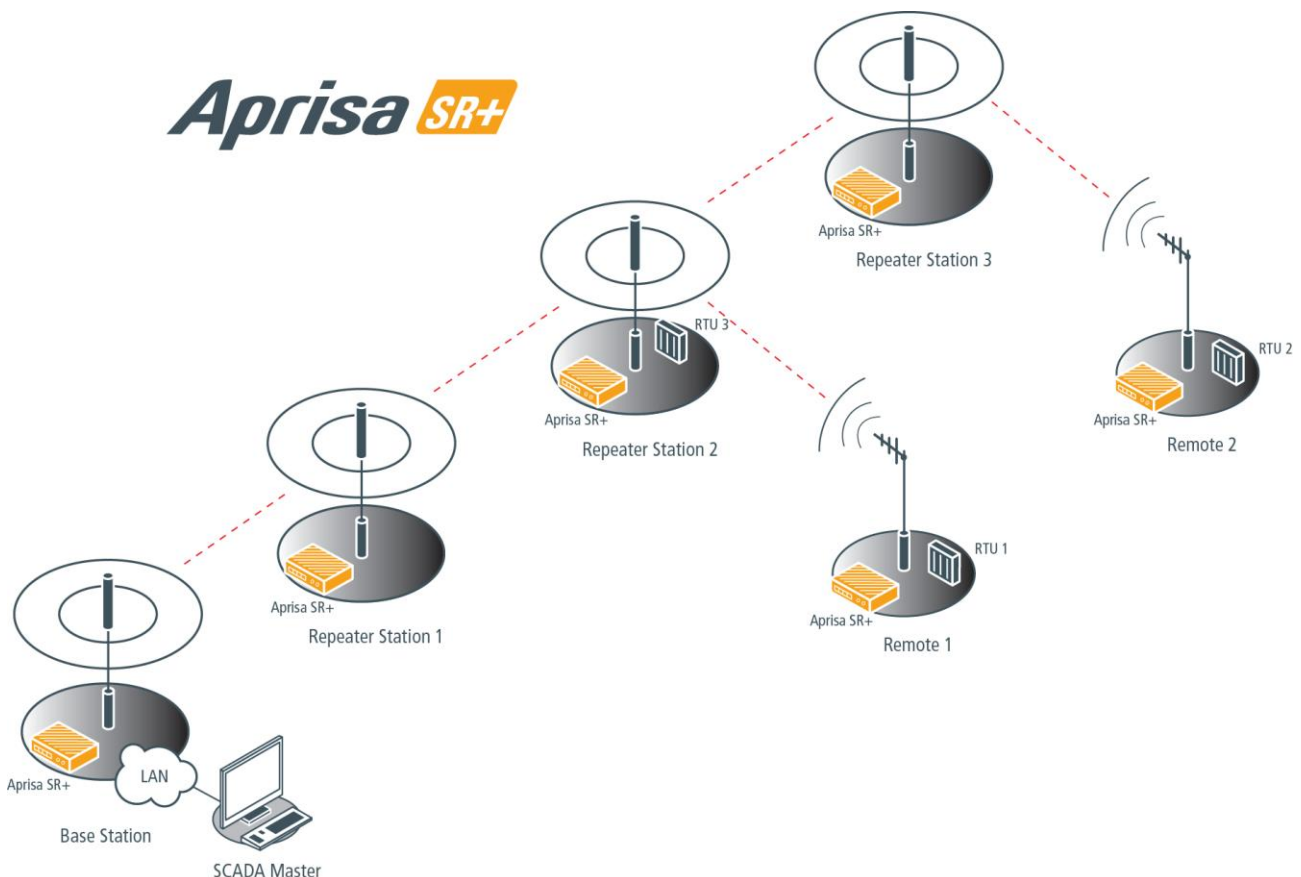 Aprisa SR+
Aprisa SR+
Repeater Station 3
RTU 3
Aprisa SR+
Repeater Station 2
RTU 2
Aprisa SR+
Remote 2
Aprisa SR+
Repeater Station 1
RTU 1
Aprisa SR+
Remote 1
Aprisa SR+
LAN
Base Station
SCADA Master